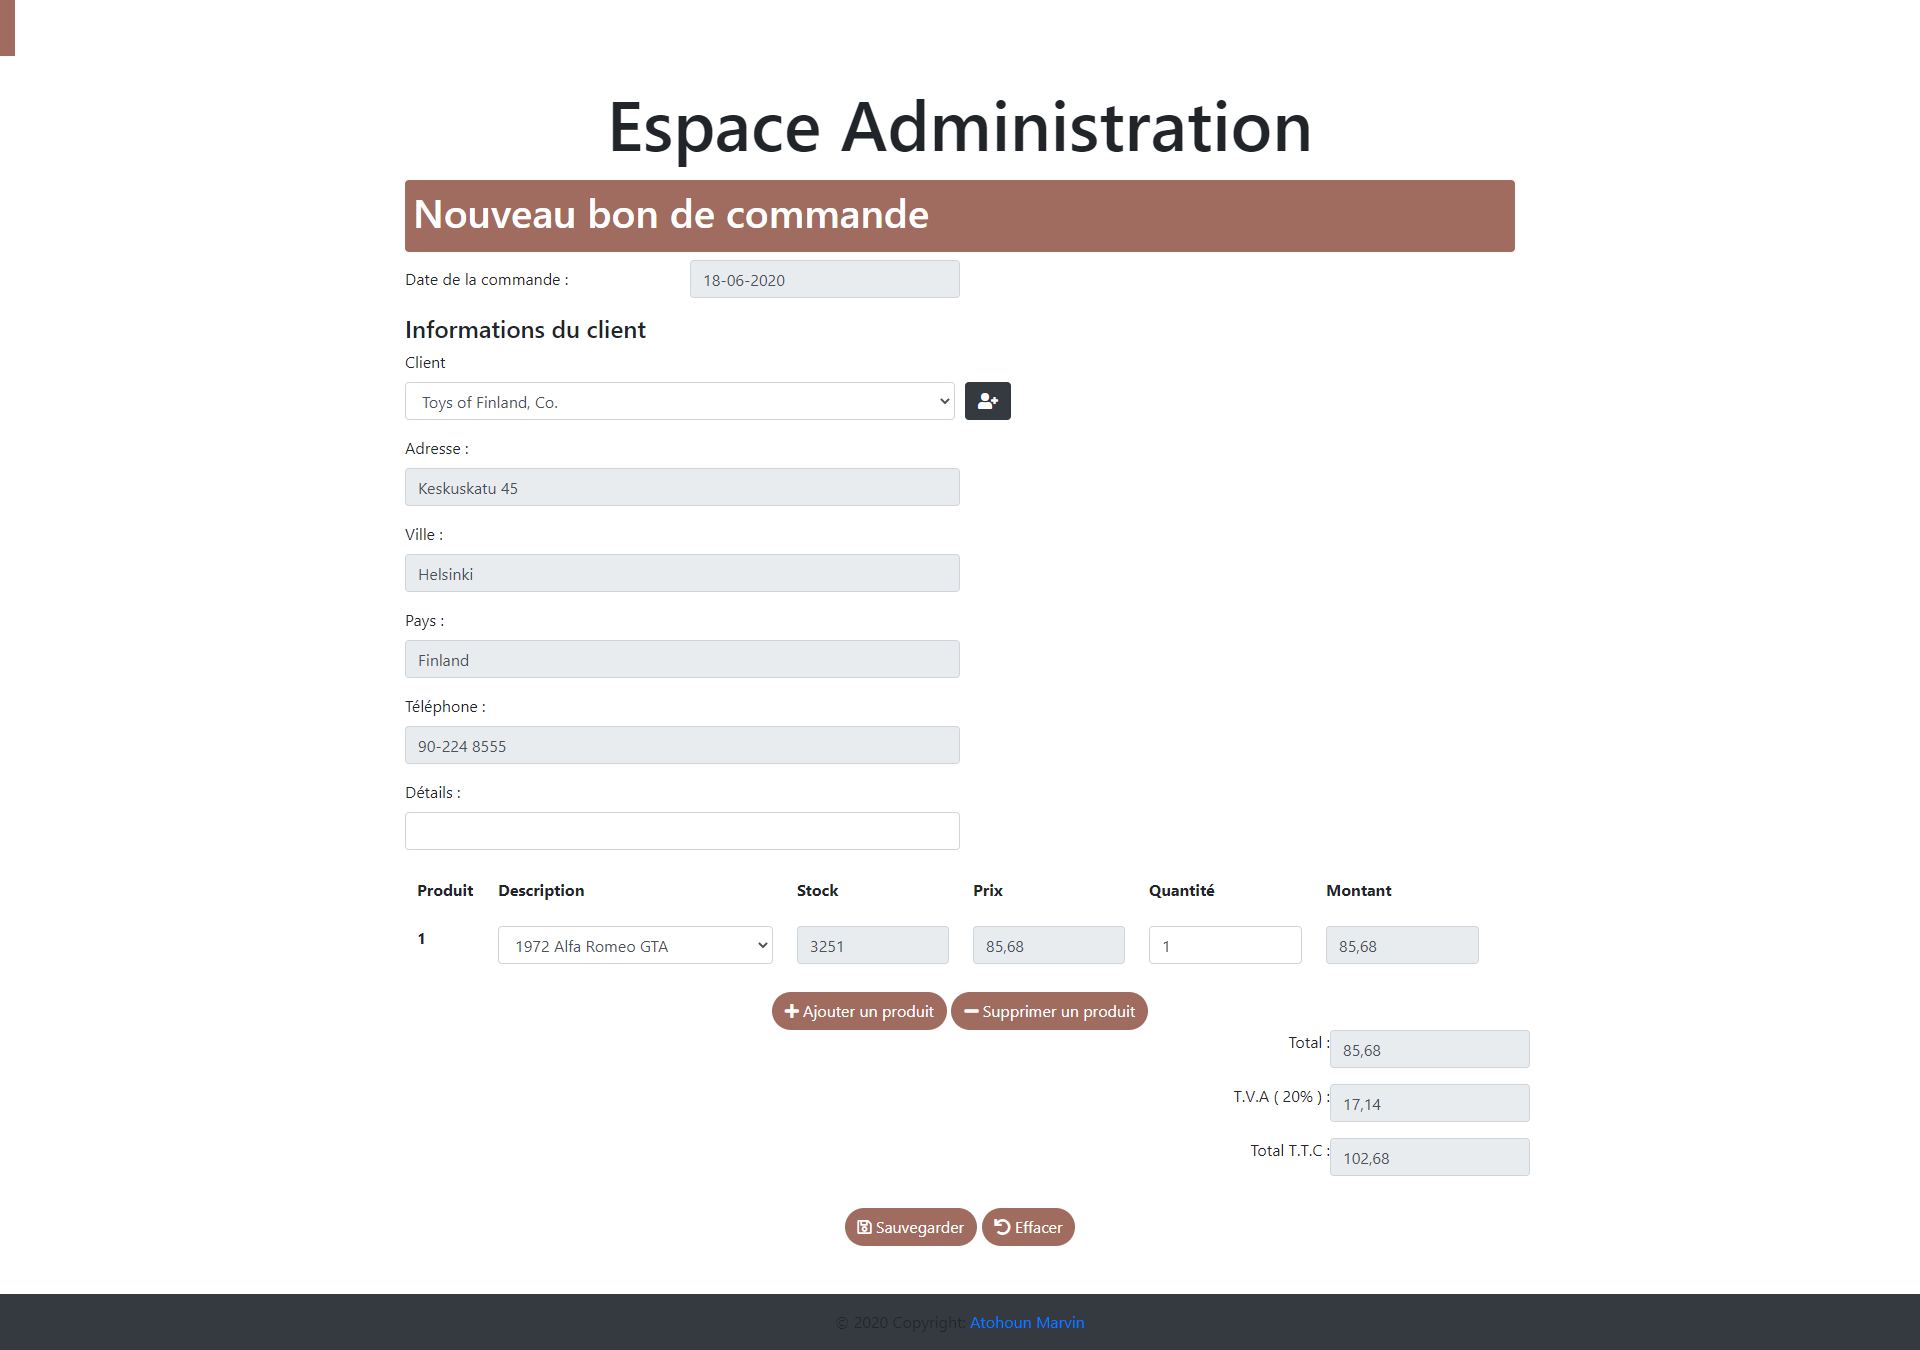 Espace Administration
Nouveau bon de commande
Date de la commande : 18-06-2020
Informations du client
Client
Toys of Finland, Co.
Adresse :
Keskuskatu 45
Ville :
Helsinki
Pays :
Finland
Téléphone :
90-224 8555
Détails :
Produit Description Stock Prix Quantité Montant
1 1972 Alfa Romeo GTA 3251 85,68 1 85,68
Ajouter un produit Supprimer un produit
Total : 85,68
T.V.A ( 20% ) : 17,14
Total T.T.C : 102,68
Sauvegarder Effacer
© 2020 Copyright: Atohoun Marvin